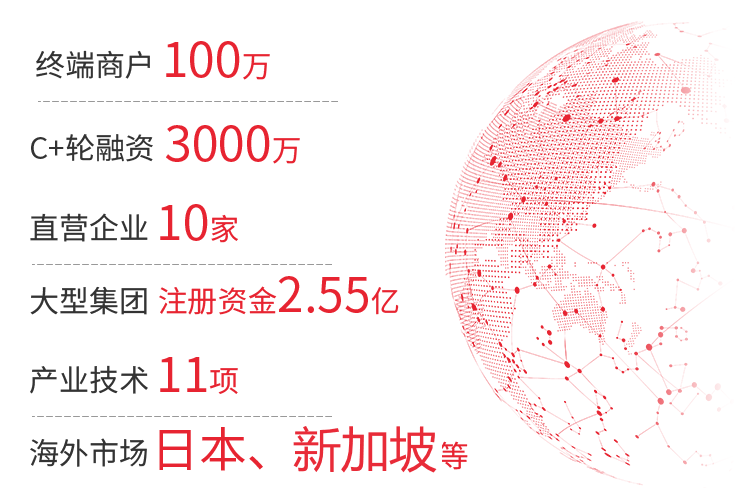 终端商户 100万
C+轮融资 3000万
直营企业 10家
大型集团 注册资金2.55亿
产业技术 11项
海外市场 日本、新加坡等